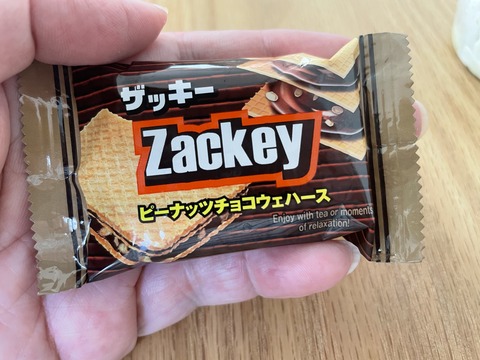 ザッキー
Zackey
ピーナッツチョコウェハース
Enjoy with tea or moments
of relaxation!